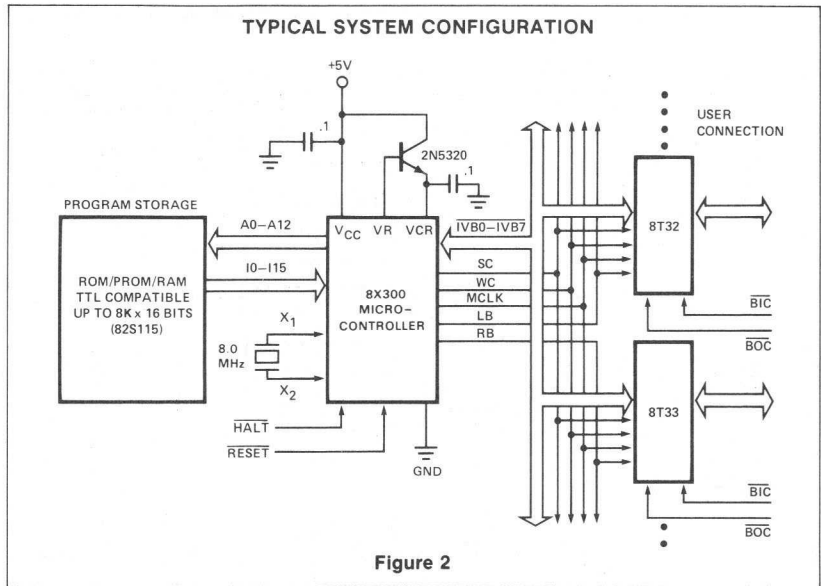 TYPICAL SYSTEM CONFIGURATION
+5V
USER
CONNECTION
.1
2N5320
.1
PROGRAM STORAGE
A0–A12
VCC
VR
VCR
IVB0–IVB7
8T32
I0–I15
SC
ROM/PROM/RAM
TTL COMPATIBLE
UP TO 8K x 16 BITS
(82S115)
8X300
MICRO-
CONTROLLER
WC
MCLK
LB
RB
X1
8.0
MHz
X2
BIC
BOC
8T33
HALT
RESET
GND
BIC
BOC
Figure 2